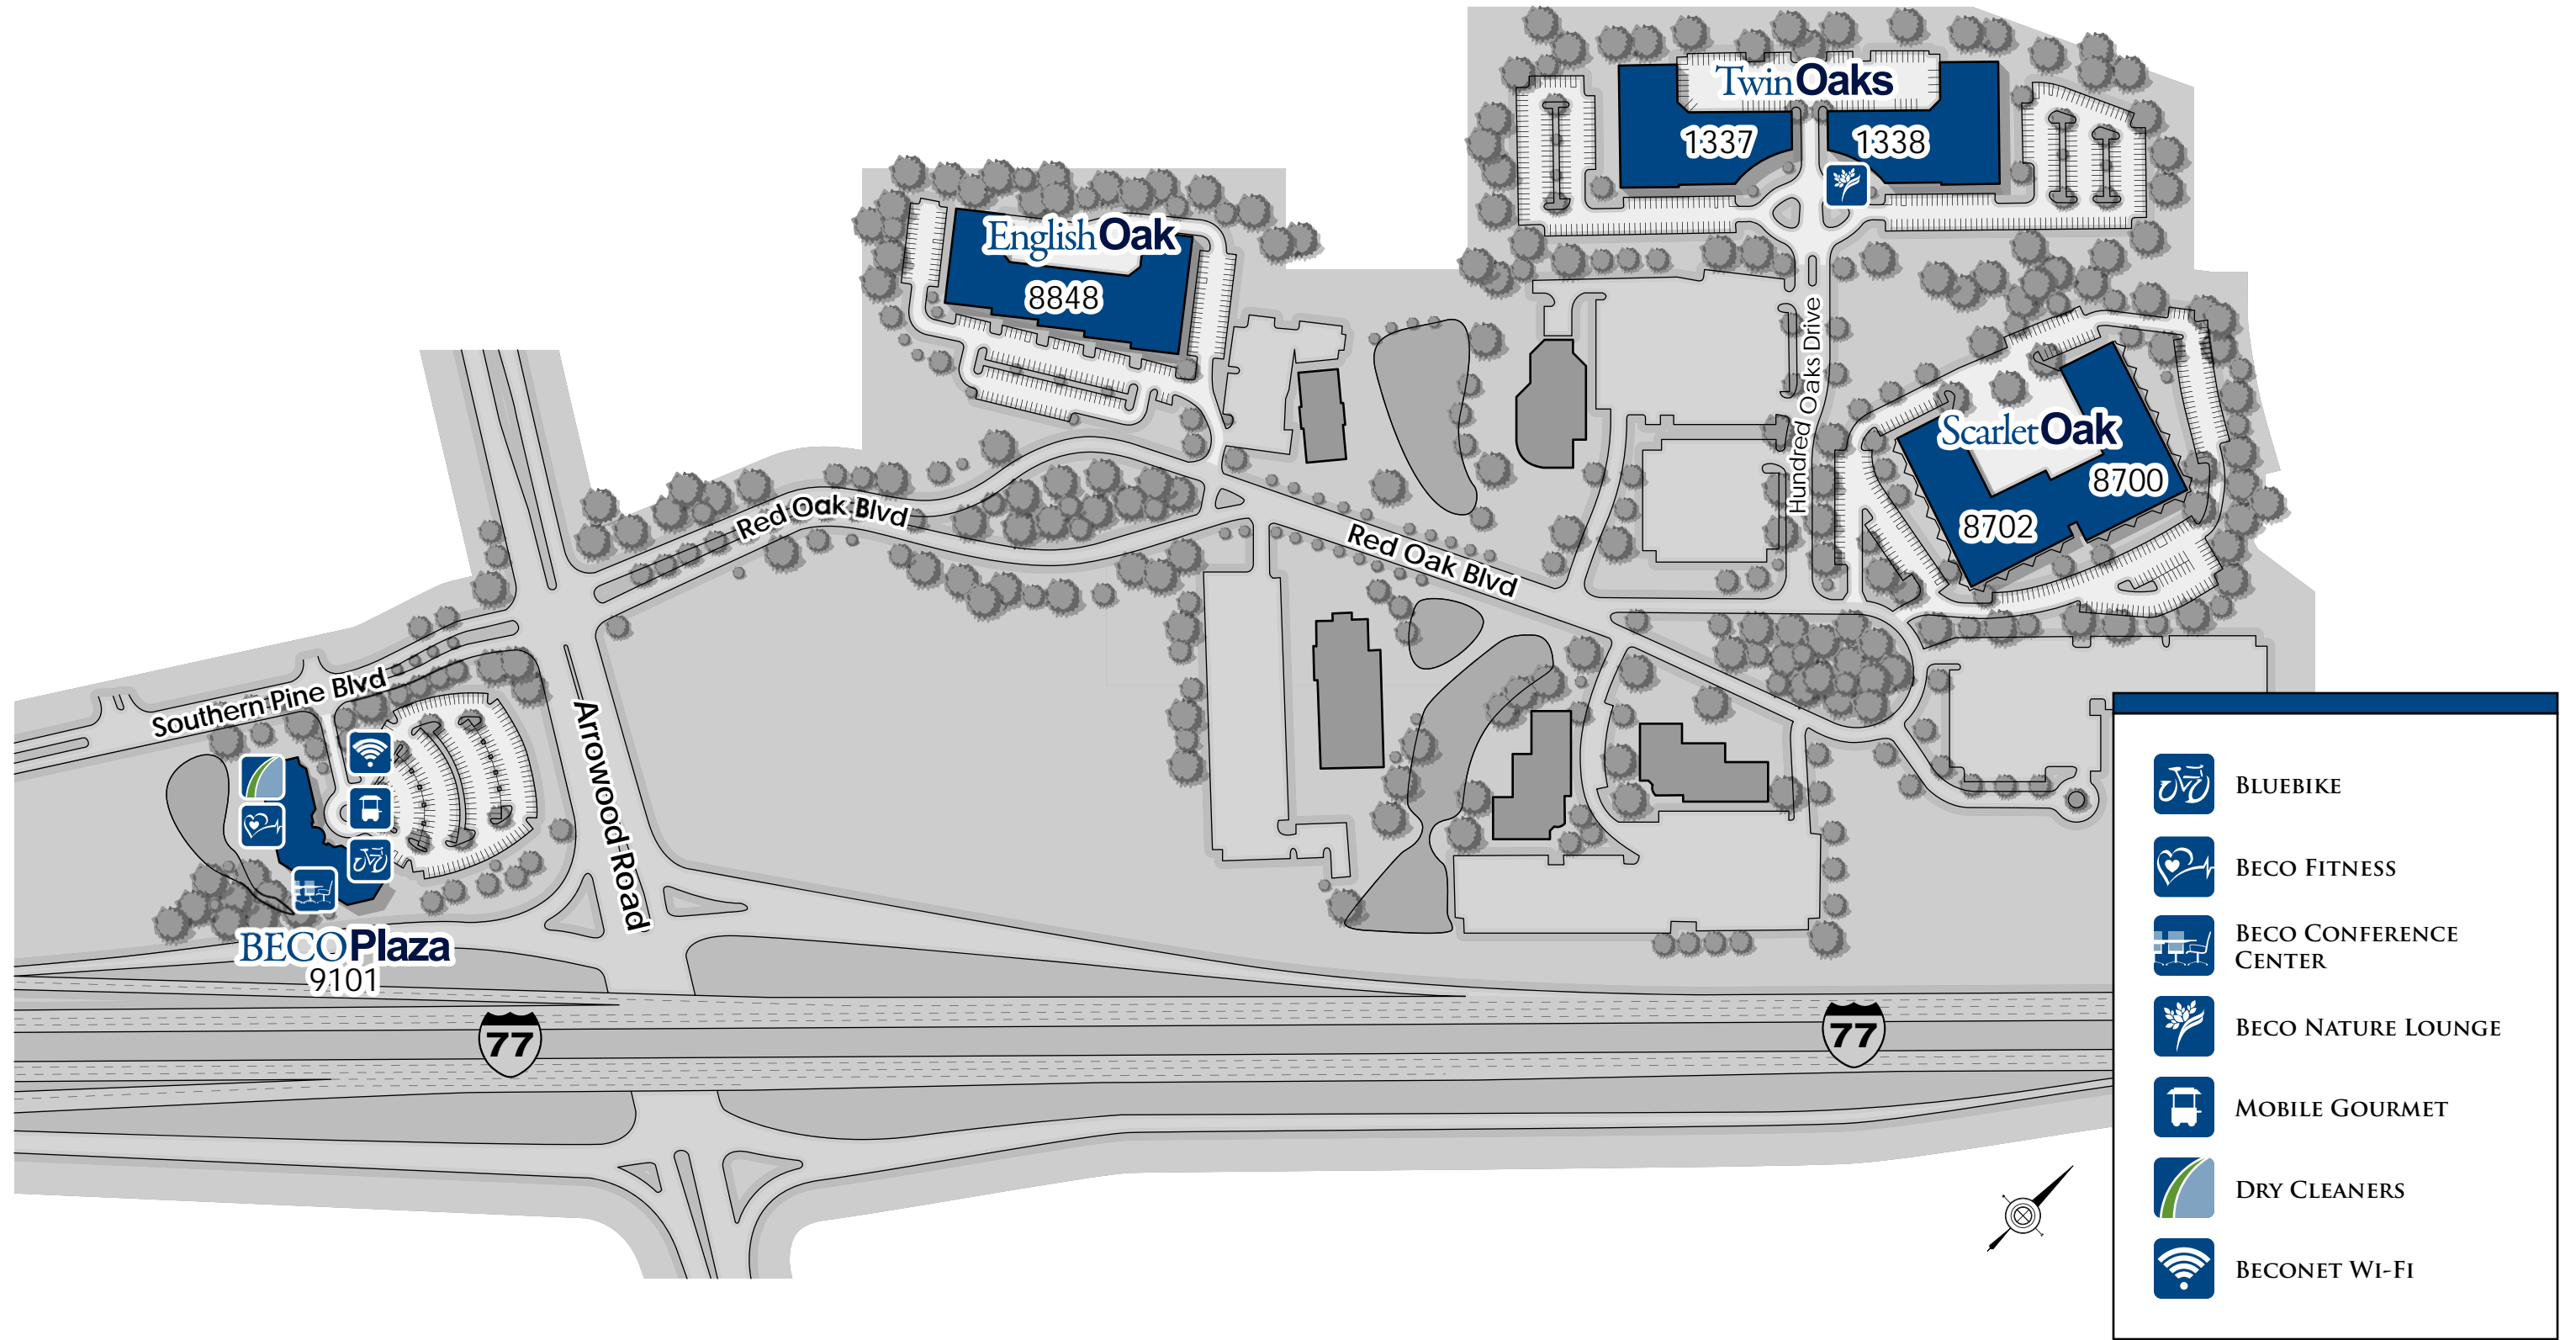 TwinOaks
1337
1338
EnglishOak
8848
Hundred Oaks Drive
ScarletOak
8700
8702
Red Oak Blvd
Red Oak Blvd
Southern Pine Blvd
Arrowood Road
BECOPlaza
9101
77
77
BLUEBIKE
BECO FITNESS
BECO CONFERENCE
CENTER
BECO NATURE LOUNGE
MOBILE GOURMET
DRY CLEANERS
BECONET WI-FI